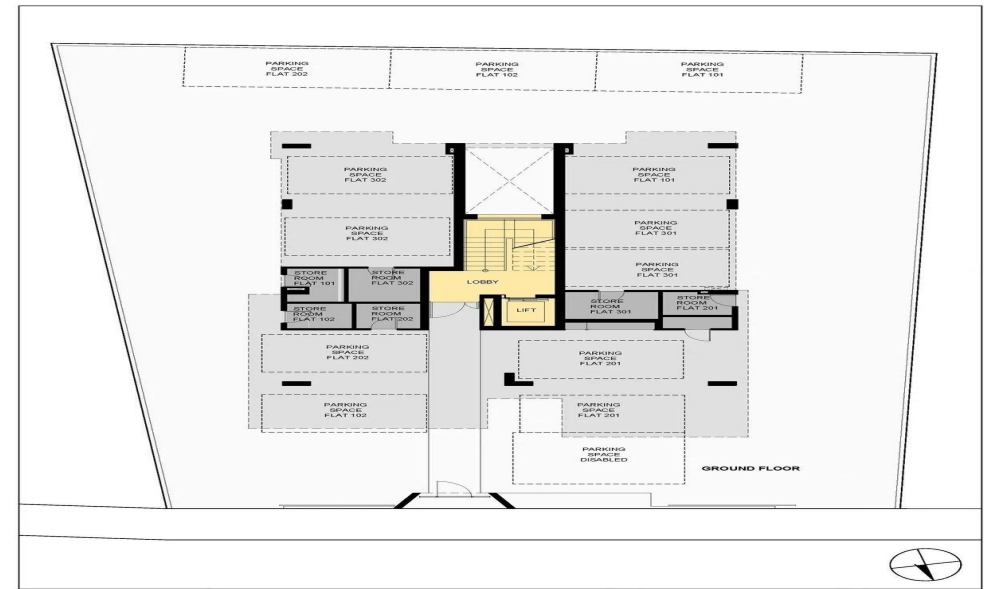 PARKING
SPACE
FLAT 202
PARKING
SPACE
FLAT 102
PARKING
SPACE
FLAT 101
PARKING
SPACE
FLAT 302
PARKING
SPACE
FLAT 101
PARKING
SPACE
FLAT 302
PARKING
SPACE
FLAT 301
PARKING
SPACE
FLAT 301
STORE
ROOM
FLAT 101
STORE
ROOM
FLAT 302
LOBBY
STORE
ROOM
FLAT 102
STORE
ROOM
FLAT 202
LIFT
STORE
ROOM
FLAT 301
STORE
ROOM
FLAT 201
PARKING
SPACE
FLAT 202
PARKING
SPACE
FLAT 201
PARKING
SPACE
FLAT 102
PARKING
SPACE
FLAT 201
PARKING
SPACE
DISABLED
GROUND FLOOR